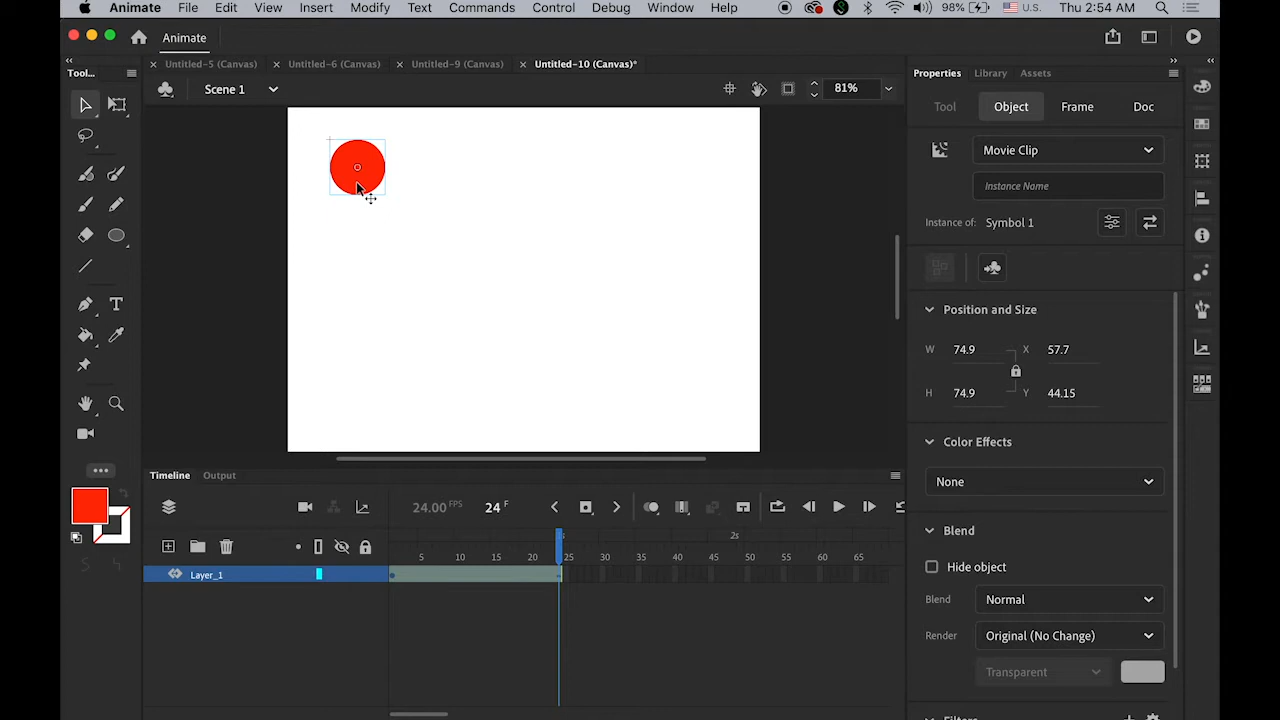 Animate File Edit View Insert Modify Text Commands Control Debug Window Help 98% U.S. Thu 2:54 AM
Animate
Tool...
Untitled-5 (Canvas) Untitled-6 (Canvas) Untitled-9 (Canvas) Untitled-10 (Canvas)*
Scene 1 81%
Properties Library Assets
Tool Object Frame Doc
Movie Clip
Instance Name
Instance of: Symbol 1
Position and Size
W 74.9 X 57.7
H 74.9 Y 44.15
Color Effects
None
Blend
Hide object
Blend Normal
Render Original (No Change)
Transparent
Filters
Timeline Output
24.00 FPS 24 F
1s 2s
5 10 15 20 25 30 35 40 45 50 55 60 65
Layer_1